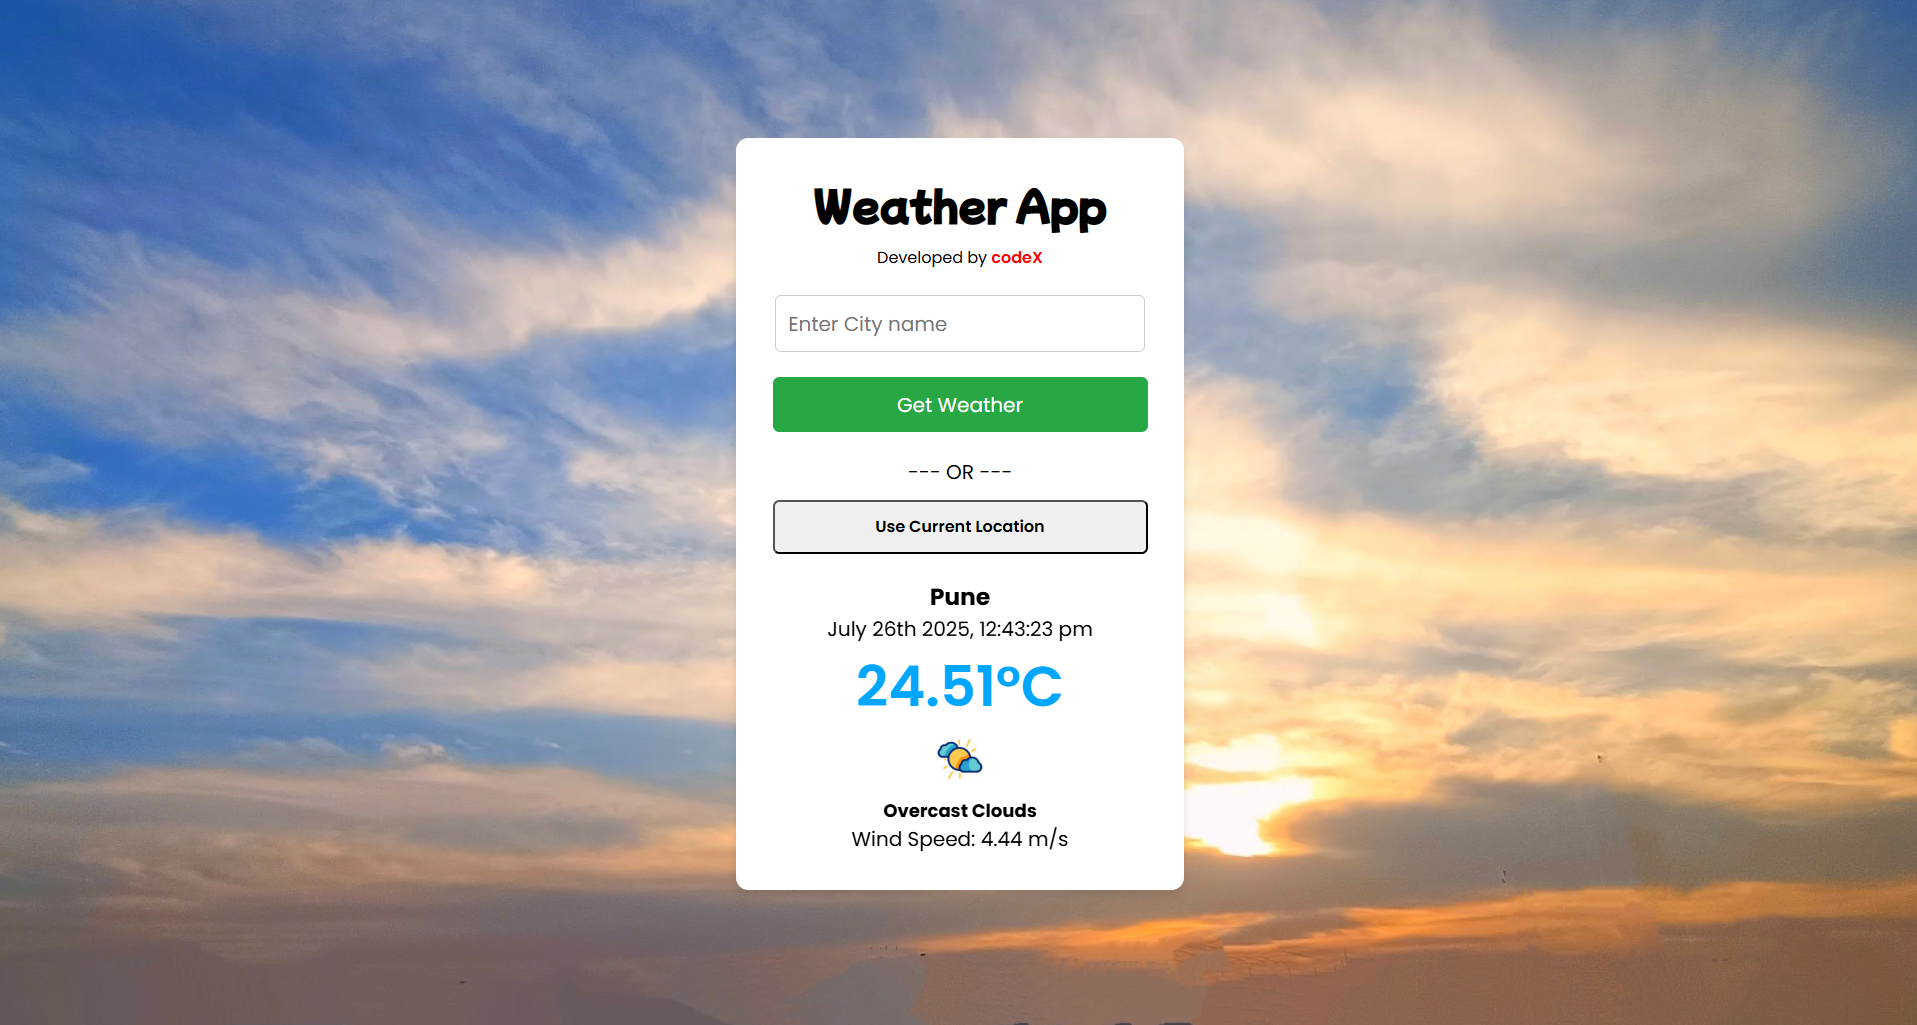 Weather App
Developed by codeX
Enter City name
Get Weather
--- OR ---
Use Current Location
Pune
July 26th 2025, 12:43:23 pm
24.51°C
Overcast Clouds
Wind Speed: 4.44 m/s